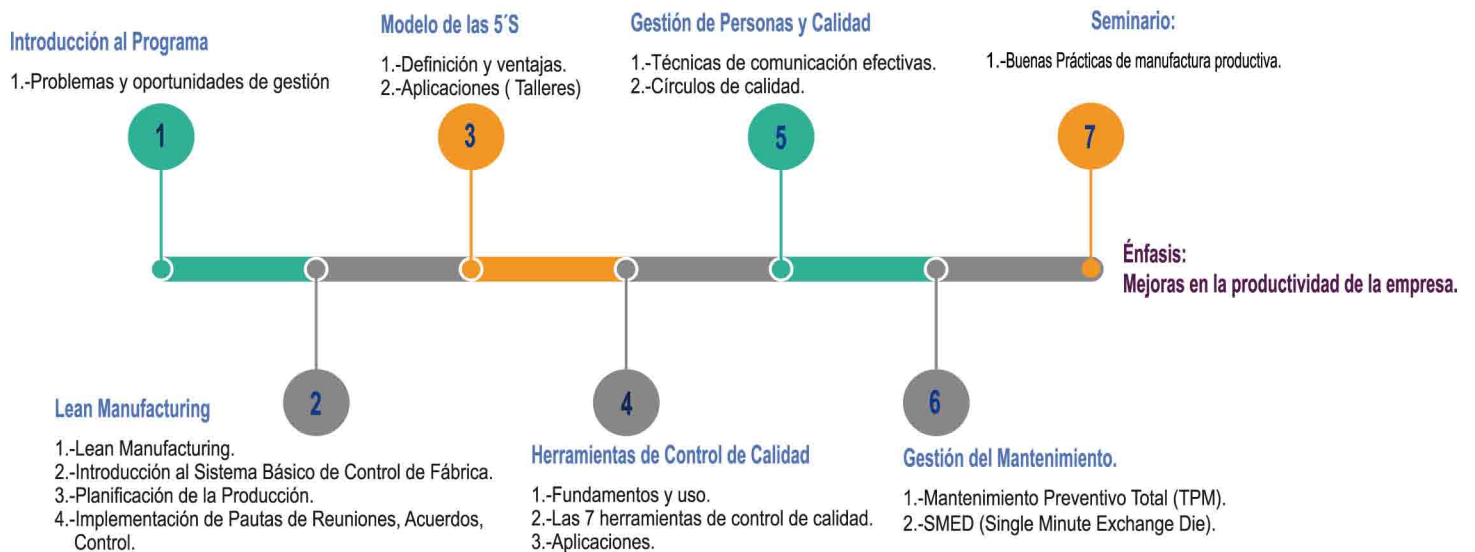 Introducción al Programa
1.-Problemas y oportunidades de gestión
1
Lean Manufacturing
1.-Lean Manufacturing.
2.-Introducción al Sistema Básico de Control de Fábrica.
3.-Planificación de la Producción.
4.-Implementación de Pautas de Reuniones, Acuerdos,
Control.
2
Modelo de las 5´S
1.-Definición y ventajas.
2.-Aplicaciones ( Talleres)
3
Herramientas de Control de Calidad
1.-Fundamentos y uso.
2.-Las 7 herramientas de control de calidad.
3.-Aplicaciones.
4
Gestión de Personas y Calidad
1.-Técnicas de comunicación efectivas.
2.-Círculos de calidad.
5
Gestión del Mantenimiento.
1.-Mantenimiento Preventivo Total (TPM).
2.-SMED (Single Minute Exchange Die).
6
Seminario:
1.-Buenas Prácticas de manufactura productiva.
7
Énfasis:
Mejoras en la productividad de la empresa.